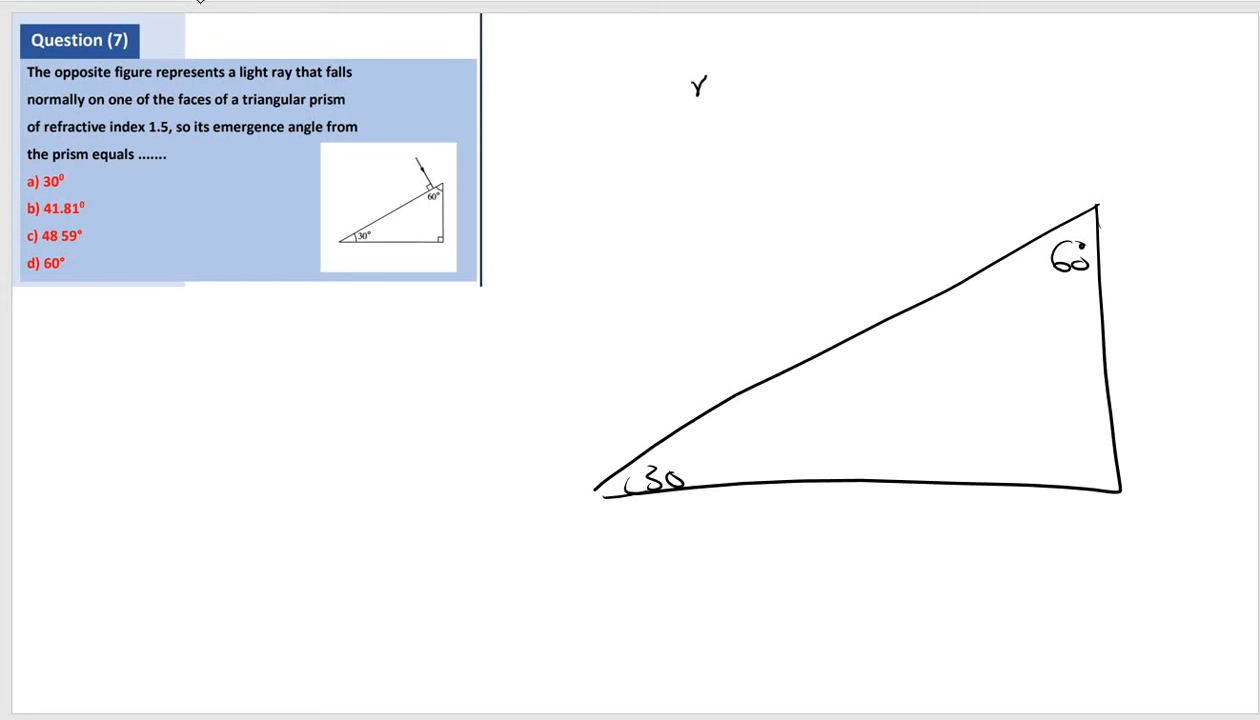 Question (7)
The opposite figure represents a light ray that falls
normally on one of the faces of a triangular prism
of refractive index 1.5, so its emergence angle from
the prism equals .......
a) 30⁰
b) 41.81⁰
c) 48 59°
d) 60°
60°
30°
r
60°
30